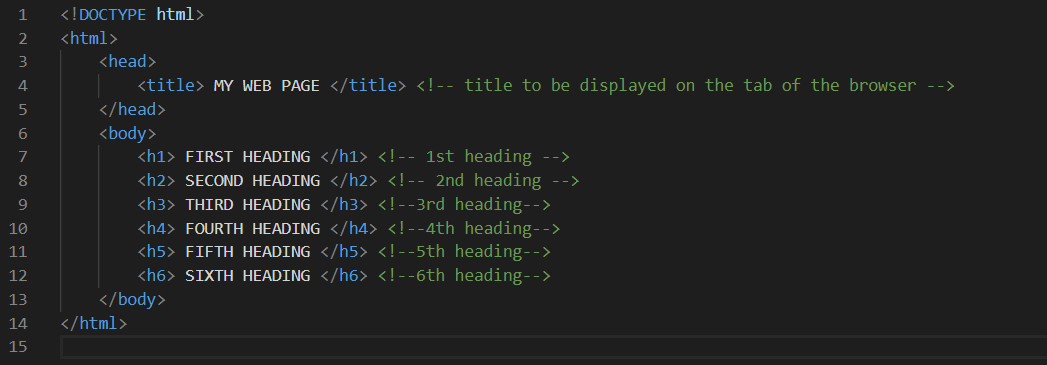 1 <!DOCTYPE html>
2 <html>
3 <head>
4 <title> MY WEB PAGE </title> <!-- title to be displayed on the tab of the browser -->
5 </head>
6 <body>
7 <h1> FIRST HEADING </h1> <!-- 1st heading -->
8 <h2> SECOND HEADING </h2> <!-- 2nd heading -->
9 <h3> THIRD HEADING </h3> <!--3rd heading-->
10 <h4> FOURTH HEADING </h4> <!--4th heading-->
11 <h5> FIFTH HEADING </h5> <!--5th heading-->
12 <h6> SIXTH HEADING </h6> <!--6th heading-->
13 </body>
14 </html>
15